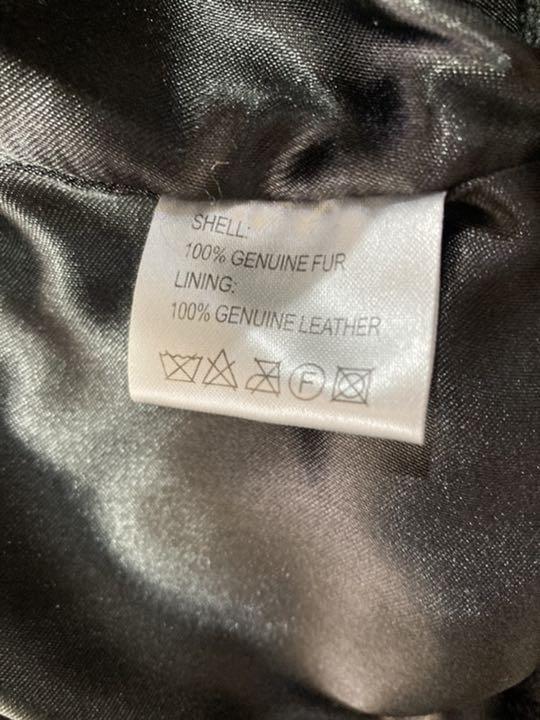 SHELL:
100% GENUINE FUR
LINING:
100% GENUINE LEATHER
F